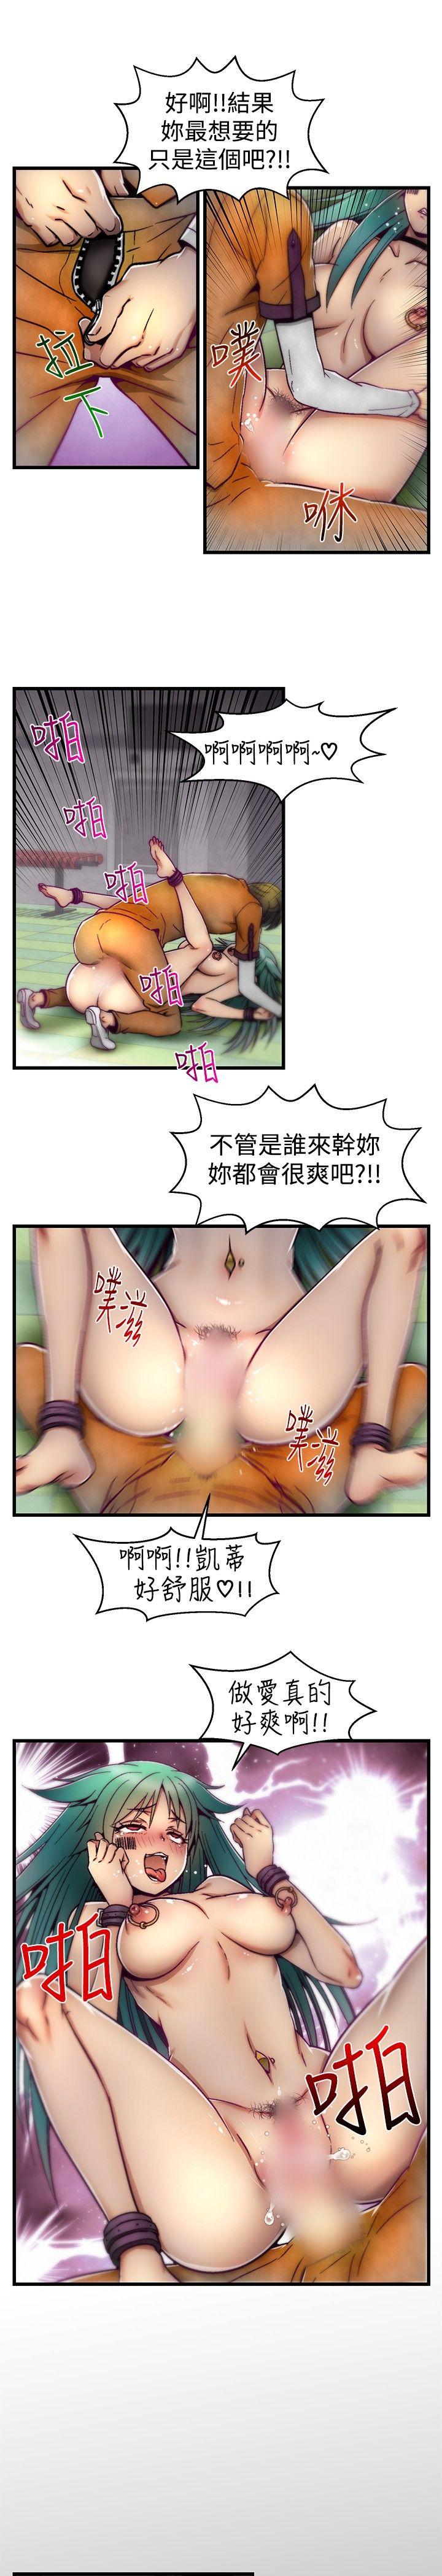 好啊!!結果
妳最想要的
只是這個吧?!!
拉下
噗咻
啊啊啊啊~♡
啪
啪
啪
啪
啪
不管是誰來幹妳
妳都會很爽吧?!!
噗滋
噗滋
啊啊!!凱蒂
好舒服♡!!
做愛真的
好爽啊!!
啪
啪